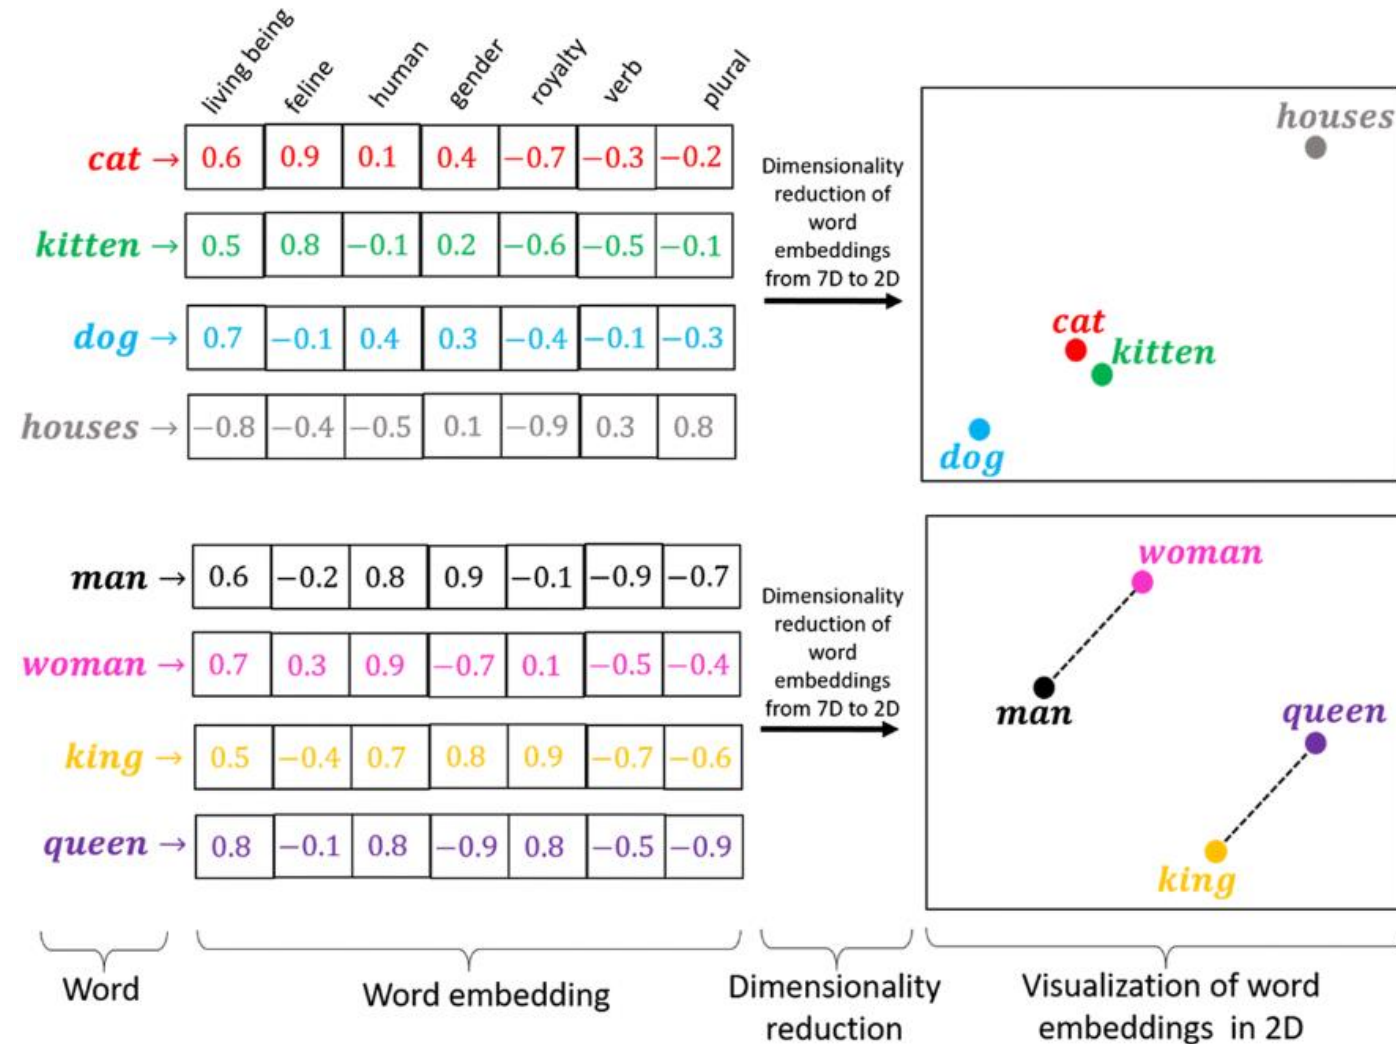 living being feline human gender royalty verb plural
cat → 0.6 0.9 0.1 0.4 −0.7 −0.3 −0.2
kitten → 0.5 0.8 −0.1 0.2 −0.6 −0.5 −0.1
dog → 0.7 −0.1 0.4 0.3 −0.4 −0.1 −0.3
houses → −0.8 −0.4 −0.5 0.1 −0.9 0.3 0.8
Dimensionality
reduction of
word
embeddings
from 7D to 2D
houses
cat
kitten
dog
man → 0.6 −0.2 0.8 0.9 −0.1 −0.9 −0.7
woman → 0.7 0.3 0.9 −0.7 0.1 −0.5 −0.4
king → 0.5 −0.4 0.7 0.8 0.9 −0.7 −0.6
queen → 0.8 −0.1 0.8 −0.9 0.8 −0.5 −0.9
Dimensionality
reduction of
word
embeddings
from 7D to 2D
woman
man
queen
king
Word
Word embedding
Dimensionality
reduction
Visualization of word
embeddings in 2D